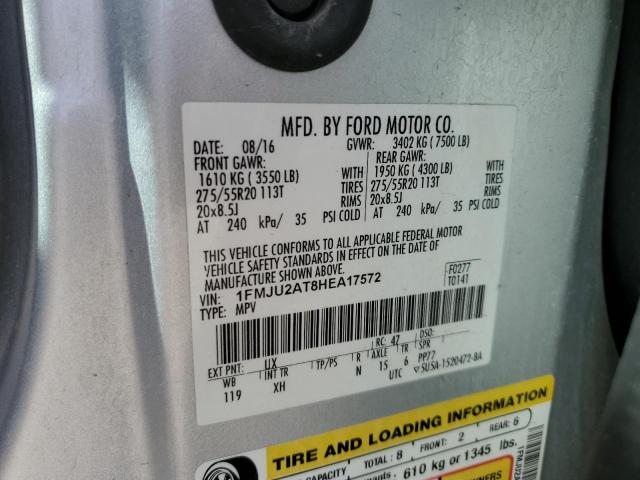 MFD. BY FORD MOTOR CO.
DATE: 08/16 GVWR: 3402 KG ( 7500 LB)
FRONT GAWR: REAR GAWR:
1610 KG ( 3550 LB) WITH 1950 KG ( 4300 LB) WITH
275/55R20 113T TIRES 275/55R20 113T TIRES
20x8.5J RIMS 20x8.5J RIMS
AT 240 kPa/ 35 PSI COLD AT 240 kPa/ 35 PSI COLD
THIS VEHICLE CONFORMS TO ALL APPLICABLE FEDERAL MOTOR
VEHICLE SAFETY STANDARDS IN EFFECT ON THE DATE OF
MANUFACTURE SHOWN ABOVE.
VIN: 1FMJU2AT8HEA17572 F0277
TYPE: MPV T0141
EXT PNT: UX RC: 47 DSO:
WB INT TR TP/PS R AXLE TR SPR
119 XH N 15 6 PP77
UTC ▽5U5A-1520472-BA
TIRE AND LOADING INFORMATION
CAPACITY TOTAL: 8 FRONT: 2 REAR: 6
610 kg or 1345 lbs.